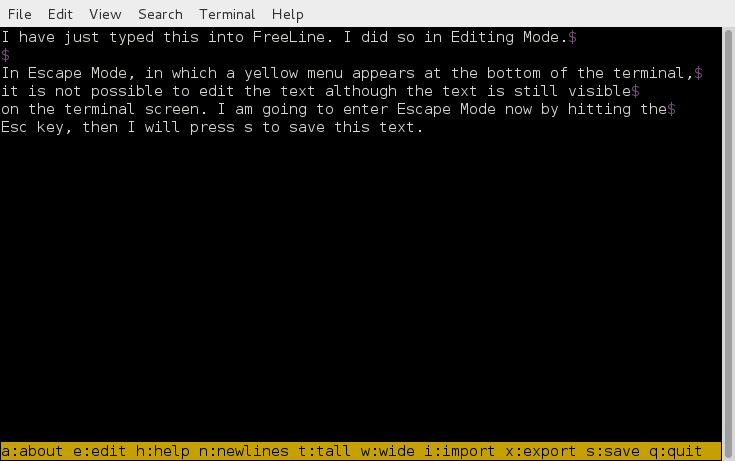 File Edit View Search Terminal Help
I have just typed this into FreeLine. I did so in Editing Mode.$
$
In Escape Mode, in which a yellow menu appears at the bottom of the terminal,$
it is not possible to edit the text although the text is still visible$
on the terminal screen. I am going to enter Escape Mode now by hitting the$
Esc key, then I will press s to save this text.
a:about e:edit h:help n:newlines t:tall w:wide i:import x:export s:save q:quit